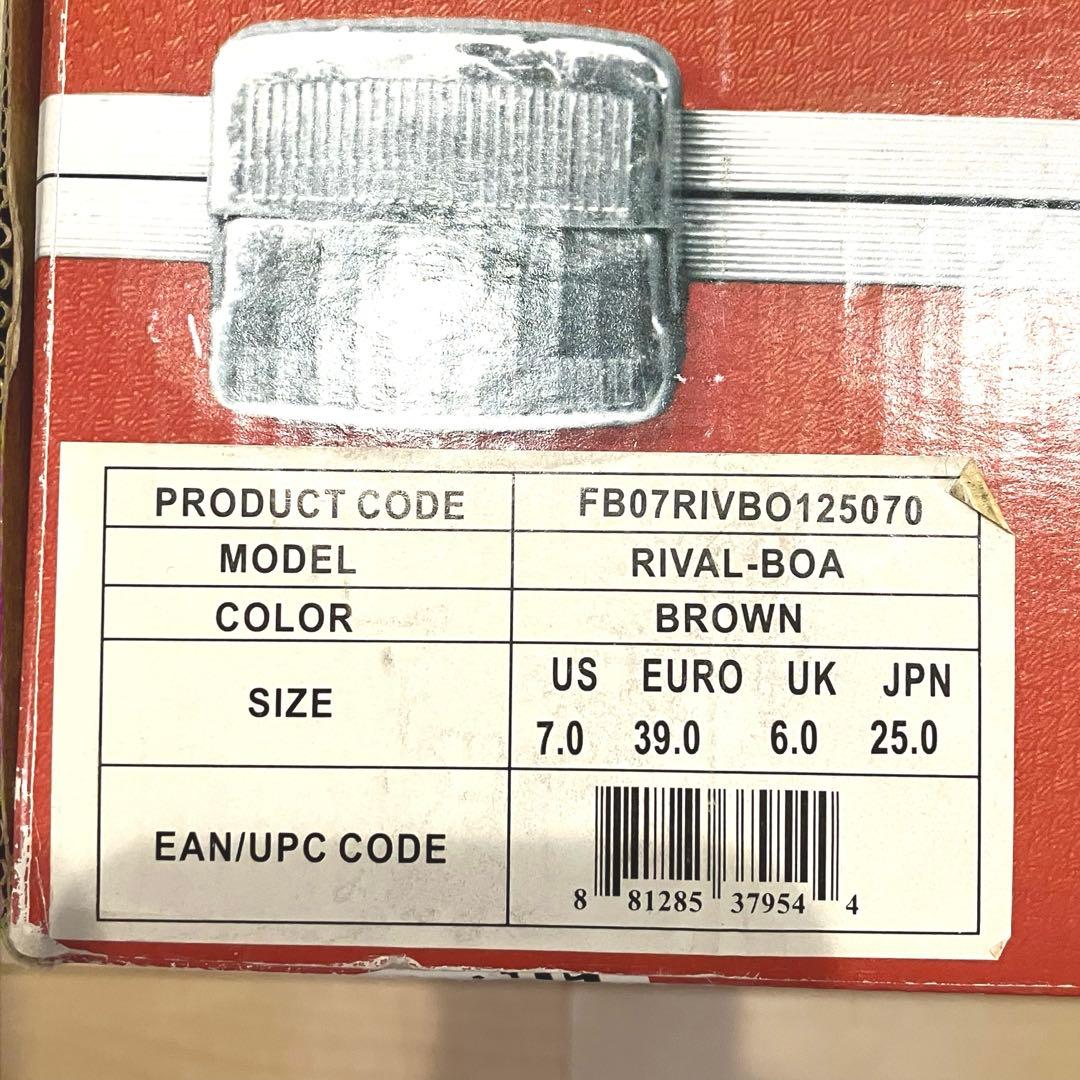 PRODUCT CODE FB07RIVBO125070
MODEL RIVAL-BOA
COLOR BROWN
SIZE US EURO UK JPN
7.0 39.0 6.0 25.0
EAN/UPC CODE
8 81285 37954 4